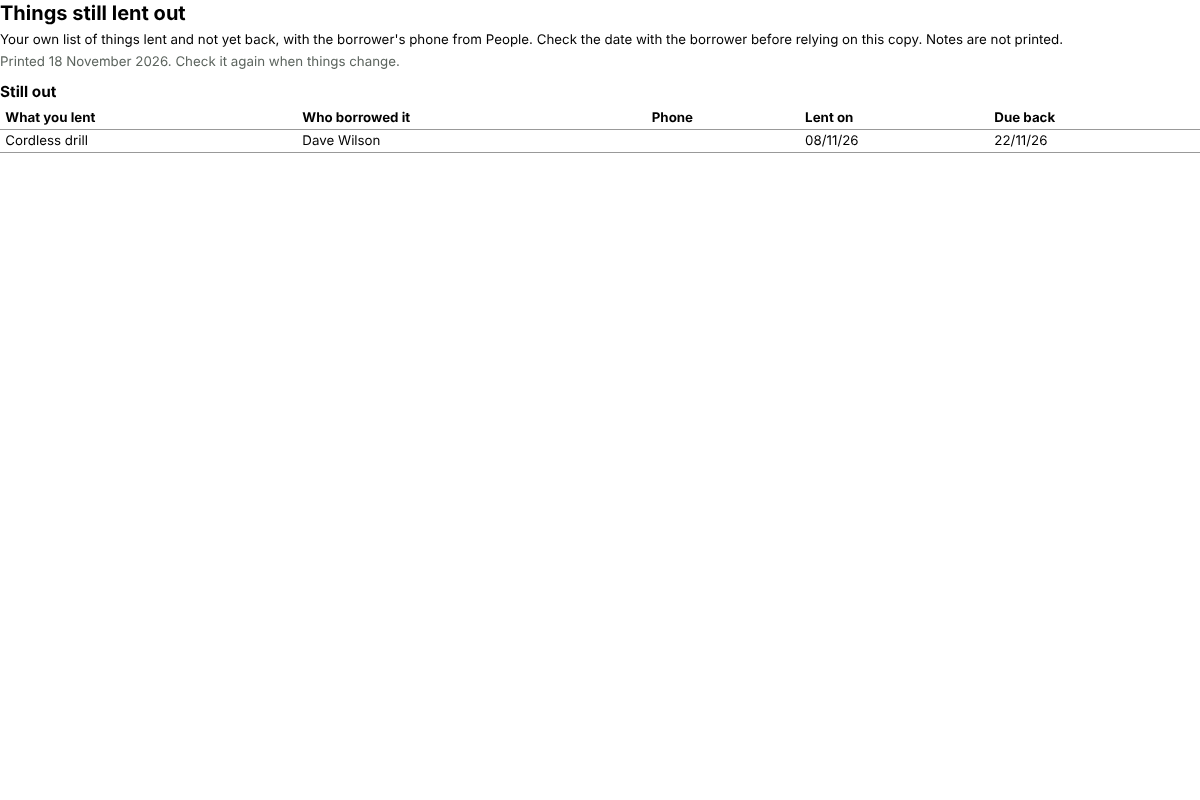 Things still lent out
Your own list of things lent and not yet back, with the borrower's phone from People. Check the date with the borrower before relying on this copy. Notes are not printed.
Printed 18 November 2026. Check it again when things change.
Still out
What you lent Who borrowed it Phone Lent on Due back
Cordless drill Dave Wilson 08/11/26 22/11/26